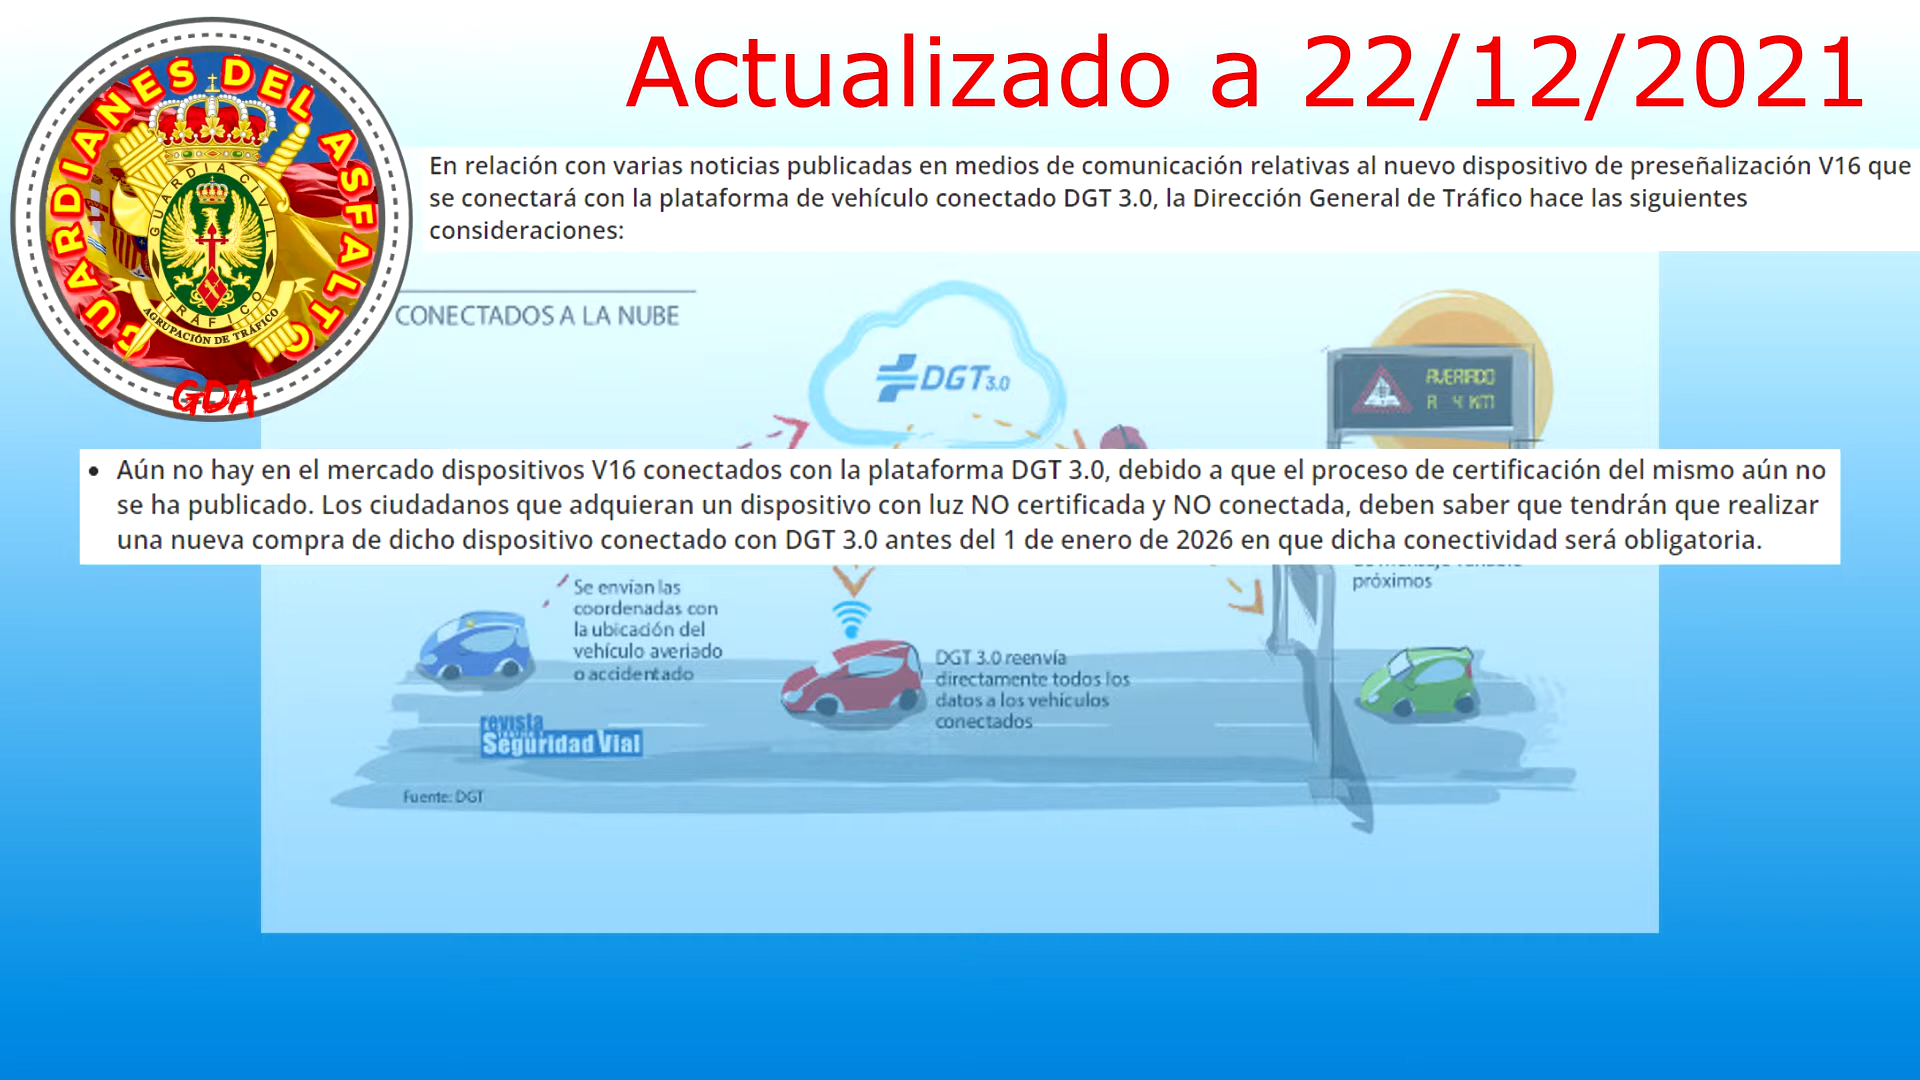 GUARDIANES DEL ASFALTO
GUARDIA CIVIL
TRÁFICO
AGRUPACIÓN DE TRÁFICO
GDA
Actualizado a 22/12/2021
En relación con varias noticias publicadas en medios de comunicación relativas al nuevo dispositivo de preseñalización V16 que
se conectará con la plataforma de vehículo conectado DGT 3.0, la Dirección General de Tráfico hace las siguientes
consideraciones:
CONECTADOS A LA NUBE
DGT 3.0
AVERIADO
A 4 KM
• Aún no hay en el mercado dispositivos V16 conectados con la plataforma DGT 3.0, debido a que el proceso de certificación del mismo aún no
se ha publicado. Los ciudadanos que adquieran un dispositivo con luz NO certificada y NO conectada, deben saber que tendrán que realizar
una nueva compra de dicho dispositivo conectado con DGT 3.0 antes del 1 de enero de 2026 en que dicha conectividad será obligatoria.
próximos
Se envían las
coordenadas con
la ubicación del
vehículo averiado
o accidentado
DGT 3.0 reenvía
directamente todos los
datos a los vehículos
conectados
revista
Seguridad Vial
Fuente: DGT